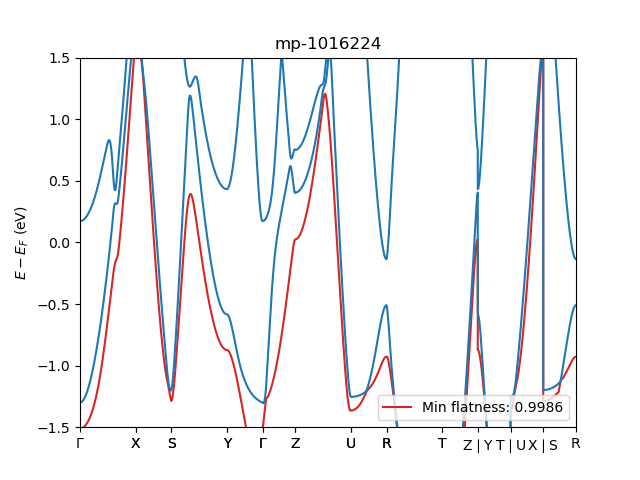 mp-1016224
1.5
1.0
0.5
0.0
−0.5
−1.0
−1.5
E − E_F (eV)
Min flatness: 0.9986
Γ X S Y Γ Z U R T Z | Y T | U X | S R